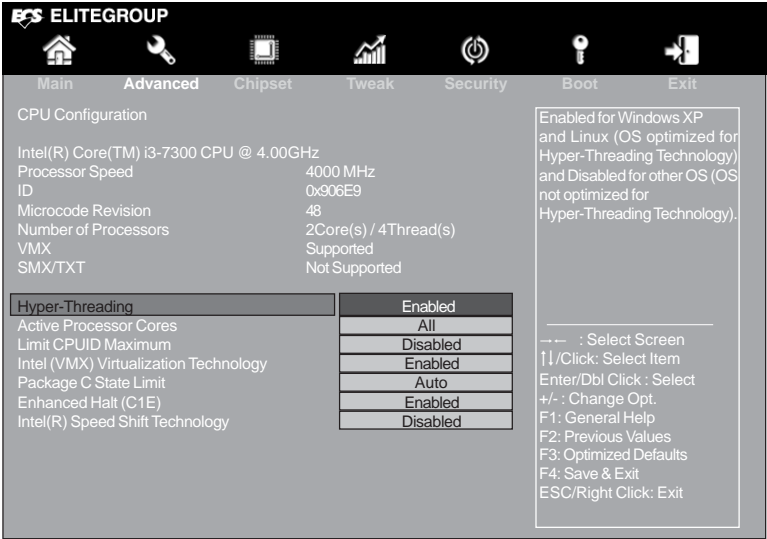 ECS ELITEGROUP
Main Advanced Chipset Tweak Security Boot Exit
CPU Configuration
Intel(R) Core(TM) i3-7300 CPU @ 4.00GHz
Processor Speed 4000 MHz
ID 0x906E9
Microcode Revision 48
Number of Processors 2Core(s) / 4Thread(s)
VMX Supported
SMX/TXT Not Supported
Hyper-Threading Enabled
Active Processor Cores All
Limit CPUID Maximum Disabled
Intel (VMX) Virtualization Technology Enabled
Package C State Limit Auto
Enhanced Halt (C1E) Enabled
Intel(R) Speed Shift Technology Disabled
Enabled for Windows XP
and Linux (OS optimized for
Hyper-Threading Technology)
and Disabled for other OS (OS
not optimized for
Hyper-Threading Technology).
→← : Select Screen
↑↓/Click: Select Item
Enter/Dbl Click : Select
+/- : Change Opt.
F1: General Help
F2: Previous Values
F3: Optimized Defaults
F4: Save & Exit
ESC/Right Click: Exit